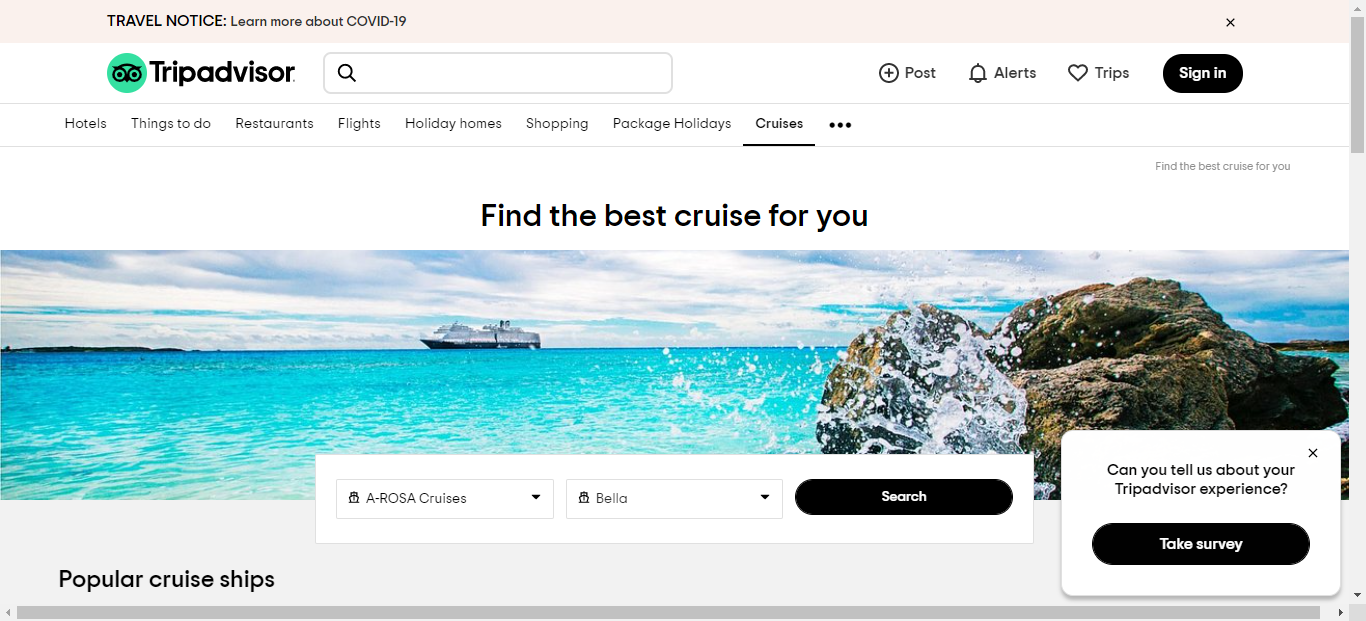 TRAVEL NOTICE: Learn more about COVID-19
Tripadvisor
Post
Alerts
Trips
Sign in
Hotels
Things to do
Restaurants
Flights
Holiday homes
Shopping
Package Holidays
Cruises
Find the best cruise for you
Find the best cruise for you
A-ROSA Cruises
Bella
Search
Can you tell us about your
Tripadvisor experience?
Take survey
Popular cruise ships